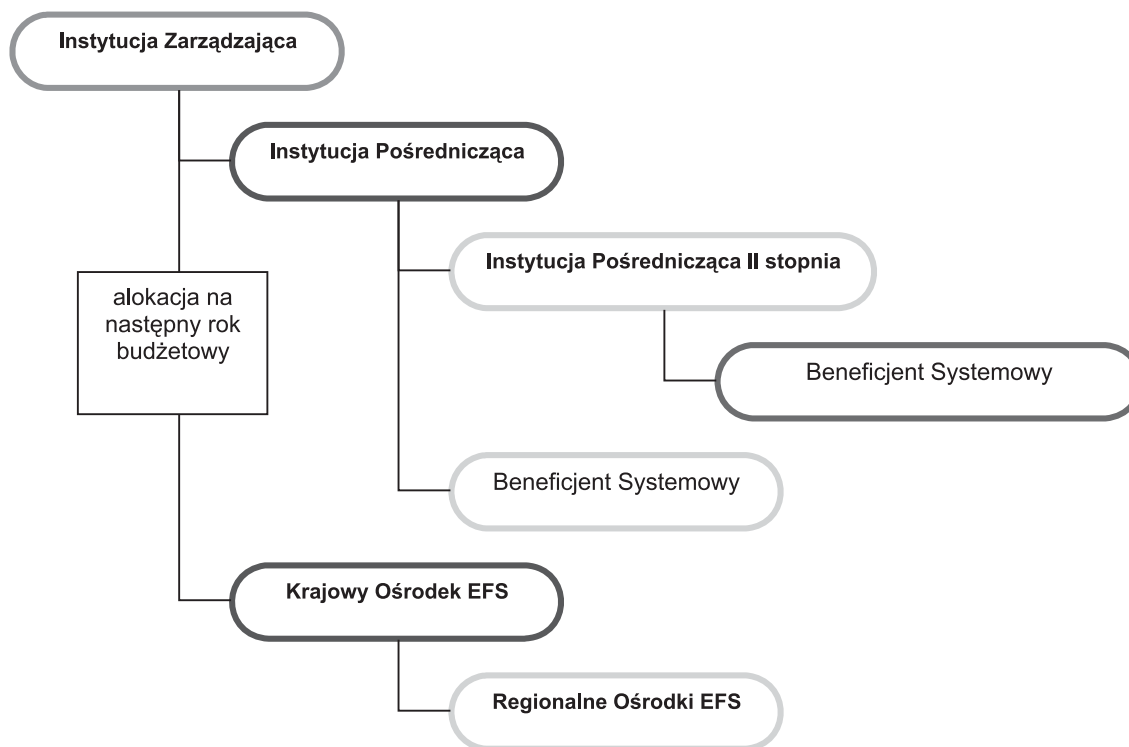 Instytucja Zarządzająca
Instytucja Pośrednicząca
Instytucja Pośrednicząca II stopnia
alokacja na
następny rok
budżetowy
Beneficjent Systemowy
Beneficjent Systemowy
Krajowy Ośrodek EFS
Regionalne Ośrodki EFS